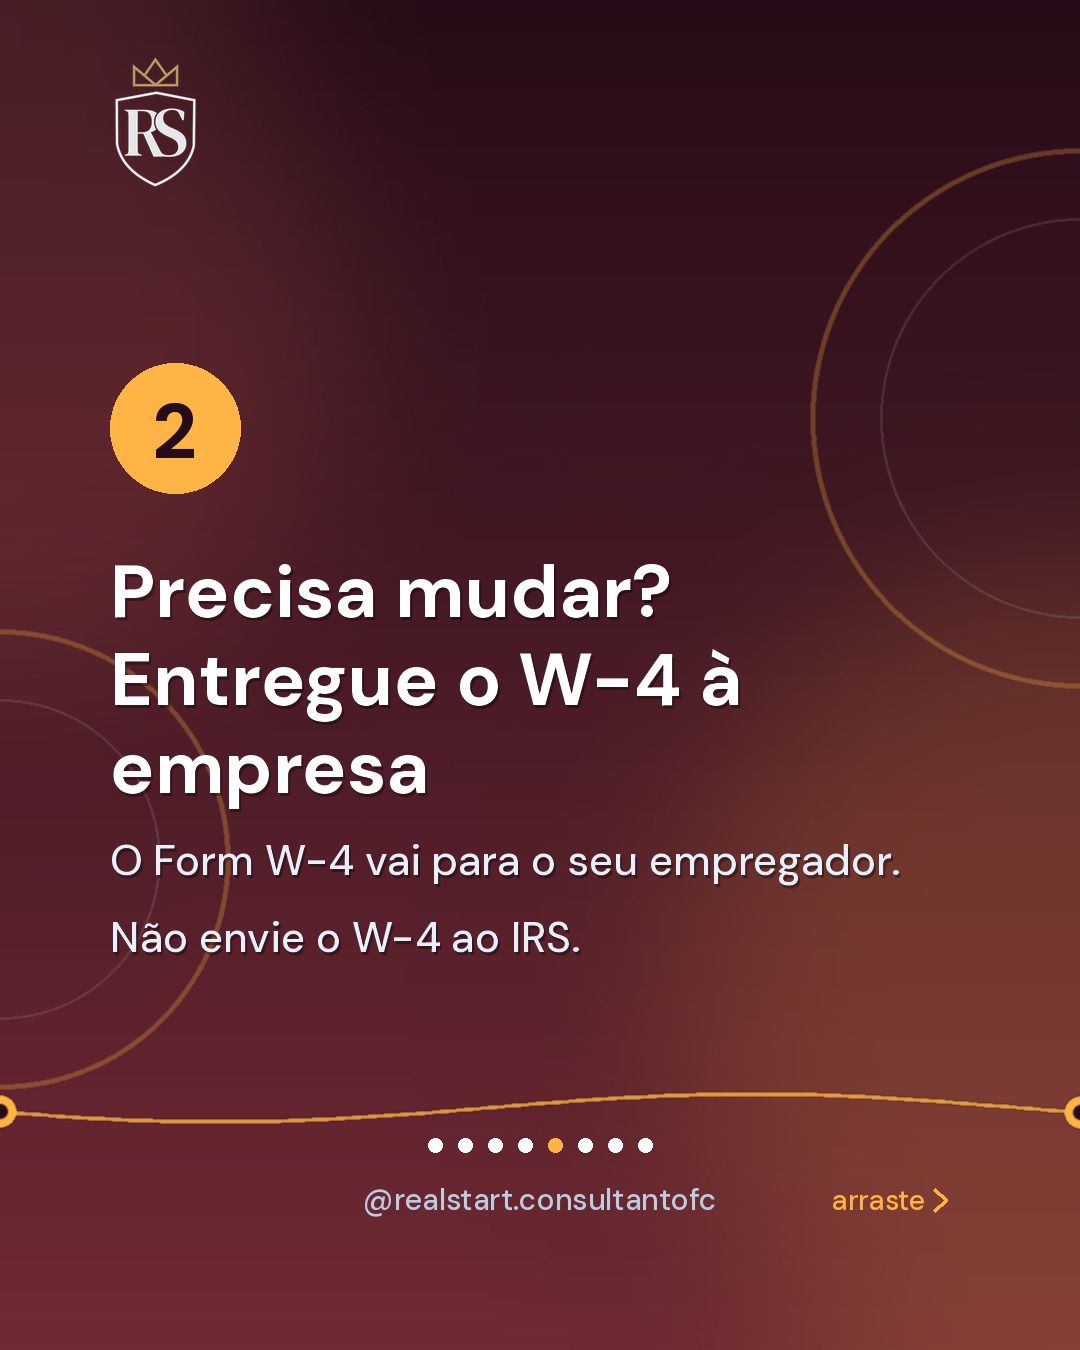 RS
2
Precisa mudar?
Entregue o W-4 à
empresa
O Form W-4 vai para o seu empregador.
Não envie o W-4 ao IRS.
@realstart.consultantofc
arraste